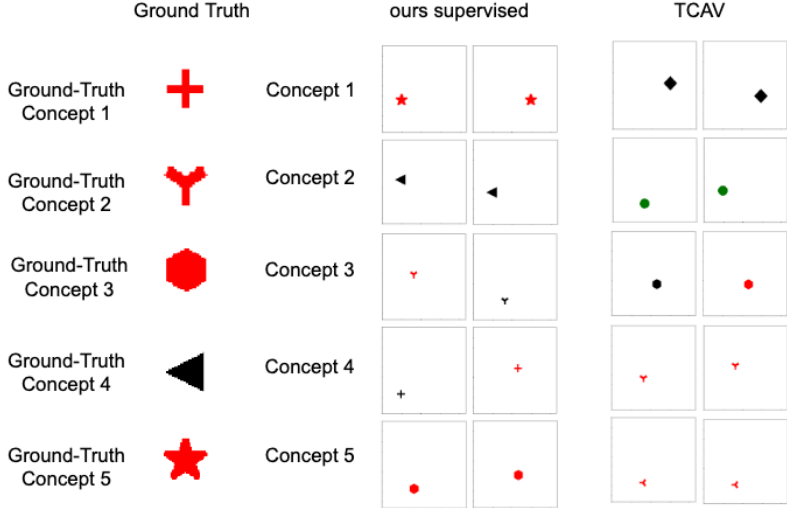 Ground Truth
ours supervised
TCAV
Ground-Truth
Concept 1
Concept 1
Ground-Truth
Concept 2
Concept 2
Ground-Truth
Concept 3
Concept 3
Ground-Truth
Concept 4
Concept 4
Ground-Truth
Concept 5
Concept 5